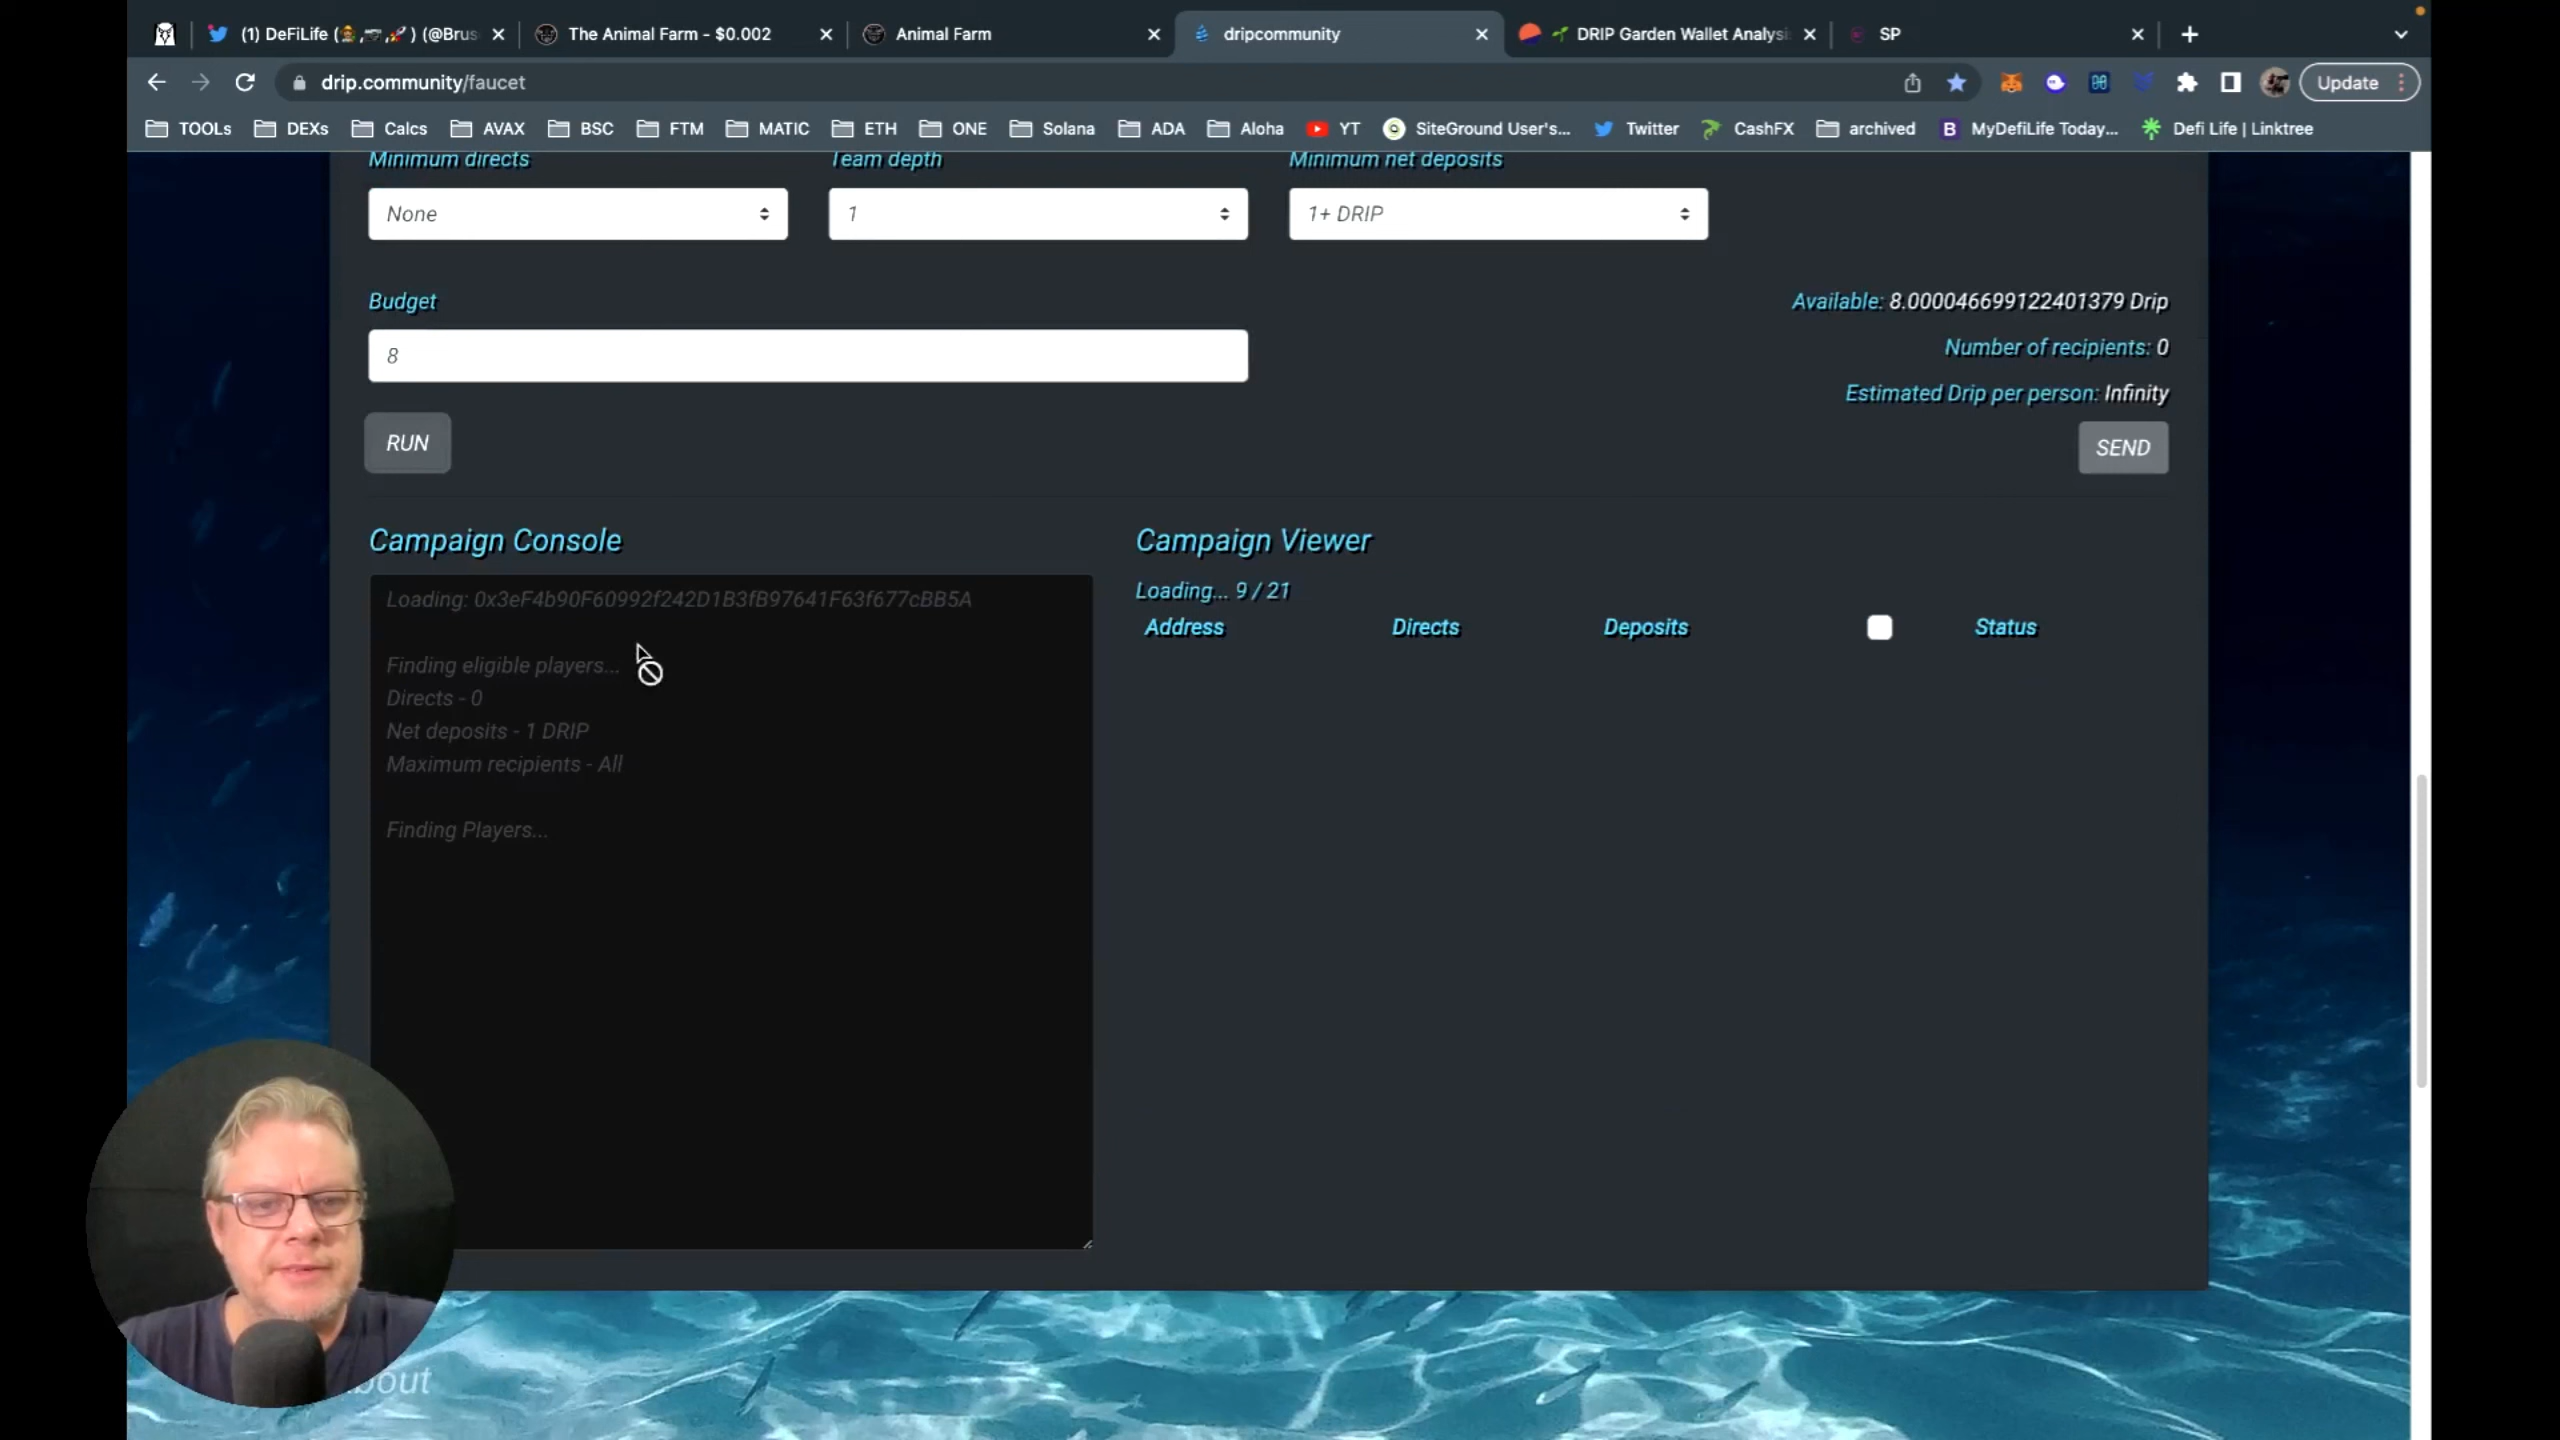 (1) DeFiLife (🧑‍🌾,🔫,🚀) (@Brus
The Animal Farm - $0.002
Animal Farm
dripcommunity
DRIP Garden Wallet Analysi
SP
drip.community/faucet
Update
TOOLs
DEXs
Calcs
AVAX
BSC
FTM
MATIC
ETH
ONE
Solana
ADA
Aloha
YT
SiteGround User's...
Twitter
CashFX
archived
MyDefiLife Today...
Defi Life | Linktree
Minimum directs
Team depth
Minimum net deposits
None
1
1+ DRIP
Budget
Available: 8.000046699122401379 Drip
8
Number of recipients: 0
Estimated Drip per person: Infinity
RUN
SEND
Campaign Console
Campaign Viewer
Loading: 0x3eF4b90F60992f242D1B3fB97641F63f677cBB5A
Loading... 9 / 21
Address
Directs
Deposits
Status
Finding eligible players...
Directs - 0
Net deposits - 1 DRIP
Maximum recipients - All
Finding Players...
bout